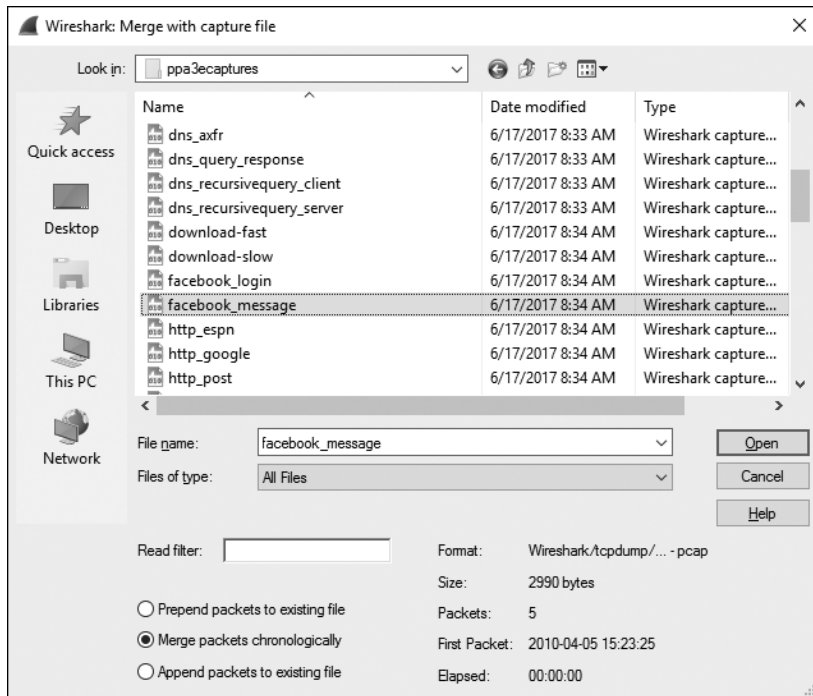 Wireshark: Merge with capture file
Look in: ppa3ecaptures
Quick access
Desktop
Libraries
This PC
Network
Name Date modified Type
dns_axfr 6/17/2017 8:33 AM Wireshark capture...
dns_query_response 6/17/2017 8:33 AM Wireshark capture...
dns_recursivequery_client 6/17/2017 8:33 AM Wireshark capture...
dns_recursivequery_server 6/17/2017 8:33 AM Wireshark capture...
download-fast 6/17/2017 8:34 AM Wireshark capture...
download-slow 6/17/2017 8:34 AM Wireshark capture...
facebook_login 6/17/2017 8:34 AM Wireshark capture...
facebook_message 6/17/2017 8:34 AM Wireshark capture...
http_espn 6/17/2017 8:34 AM Wireshark capture...
http_google 6/17/2017 8:34 AM Wireshark capture...
http_post 6/17/2017 8:34 AM Wireshark capture...
File name: facebook_message Open
Files of type: All Files Cancel
Help
Read filter:
Prepend packets to existing file
Merge packets chronologically
Append packets to existing file
Format: Wireshark/tcpdump/... - pcap
Size: 2990 bytes
Packets: 5
First Packet: 2010-04-05 15:23:25
Elapsed: 00:00:00